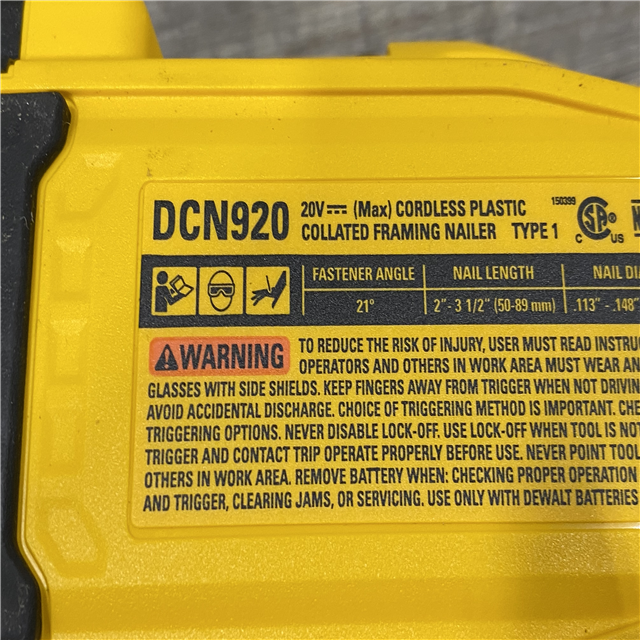 DCN920 20V (Max) CORDLESS PLASTIC 150399
COLLATED FRAMING NAILER TYPE 1 CSA® C US
FASTENER ANGLE NAIL LENGTH NAIL
21° 2"- 3 1/2" (50-89 mm) .113" - .148"
WARNING TO REDUCE THE RISK OF INJURY, USER MUST READ
OPERATORS AND OTHERS IN WORK AREA MUST WEAR
GLASSES WITH SIDE SHIELDS. KEEP FINGERS AWAY FROM TRIGGER WHEN NOT
AVOID ACCIDENTAL DISCHARGE. CHOICE OF TRIGGERING METHOD IS IMPORTANT.
TRIGGERING OPTIONS. NEVER DISABLE LOCK-OFF. USE LOCK-OFF WHEN TOOL IS
TRIGGER AND CONTACT TRIP OPERATE PROPERLY BEFORE USE. NEVER POINT TOOL
OTHERS IN WORK AREA. REMOVE BATTERY WHEN: CHECKING PROPER OPERATION
AND TRIGGER, CLEARING JAMS, OR SERVICING. USE ONLY WITH DEWALT BATTERIES